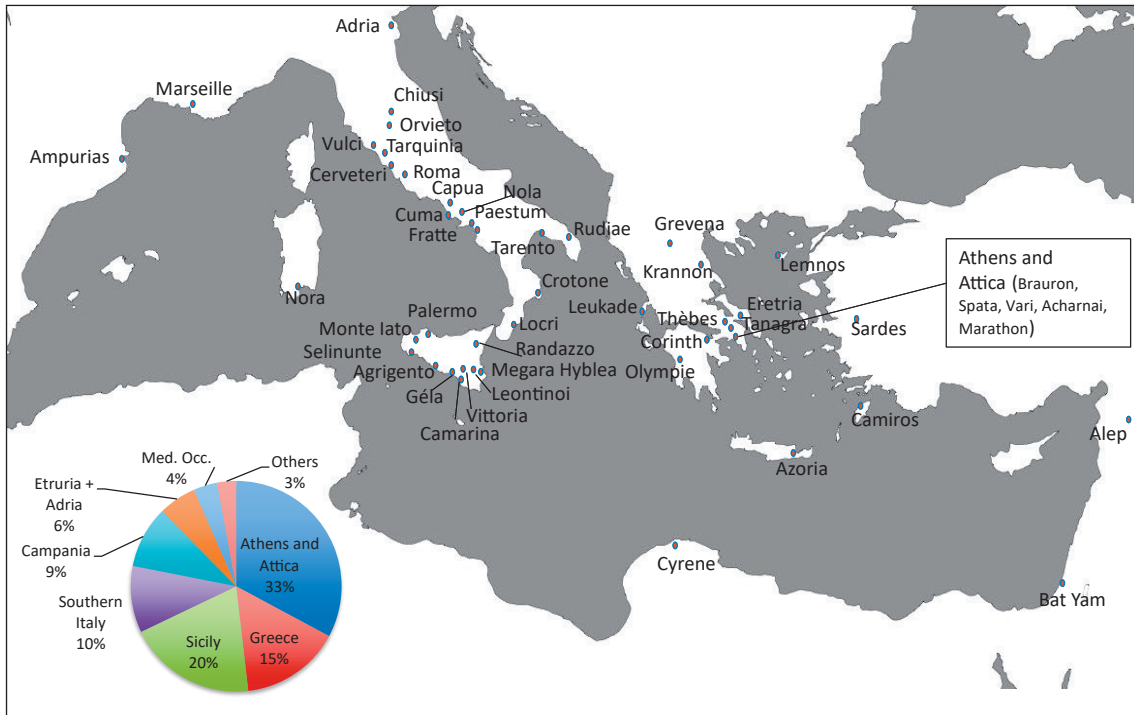 Adria
Marseille
Chiusi
Orvieto
Vulci
Tarquinia
Ampurias
Cerveteri
Roma
Capua
Nola
Cuma
Paestum
Fratte
Tarento
Rudiae
Grevena
Krannon
Lemnos
Athens and
Attica (Brauron,
Spata, Vari, Acharnai,
Marathon)
Nora
Crotone
Leukade
Eretria
Thèbes
Tanagra
Sardes
Palermo
Monte Iato
Locri
Corinth
Selinunte
Randazzo
Agrigento
Megara Hyblea
Olympie
Géla
Leontinoi
Vittoria
Camarina
Camiros
Alep
Azoria
Cyrene
Bat Yam
Med. Occ.
4%
Others
3%
Etruria +
Adria
6%
Campania
9%
Southern
Italy
10%
Athens and
Attica
33%
Sicily
20%
Greece
15%